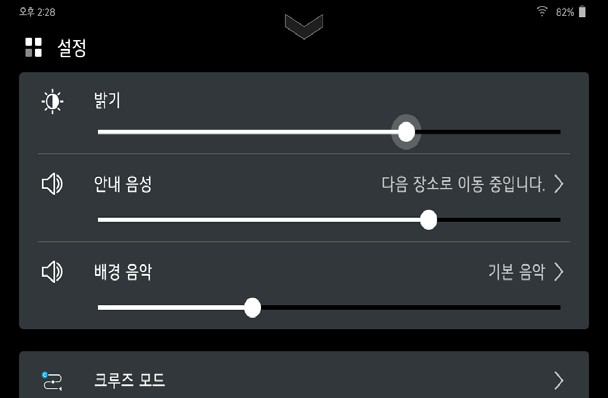 오후 2:28
82%
설정
밝기
안내 음성 다음 장소로 이동 중입니다.
배경 음악 기본 음악
크루즈 모드